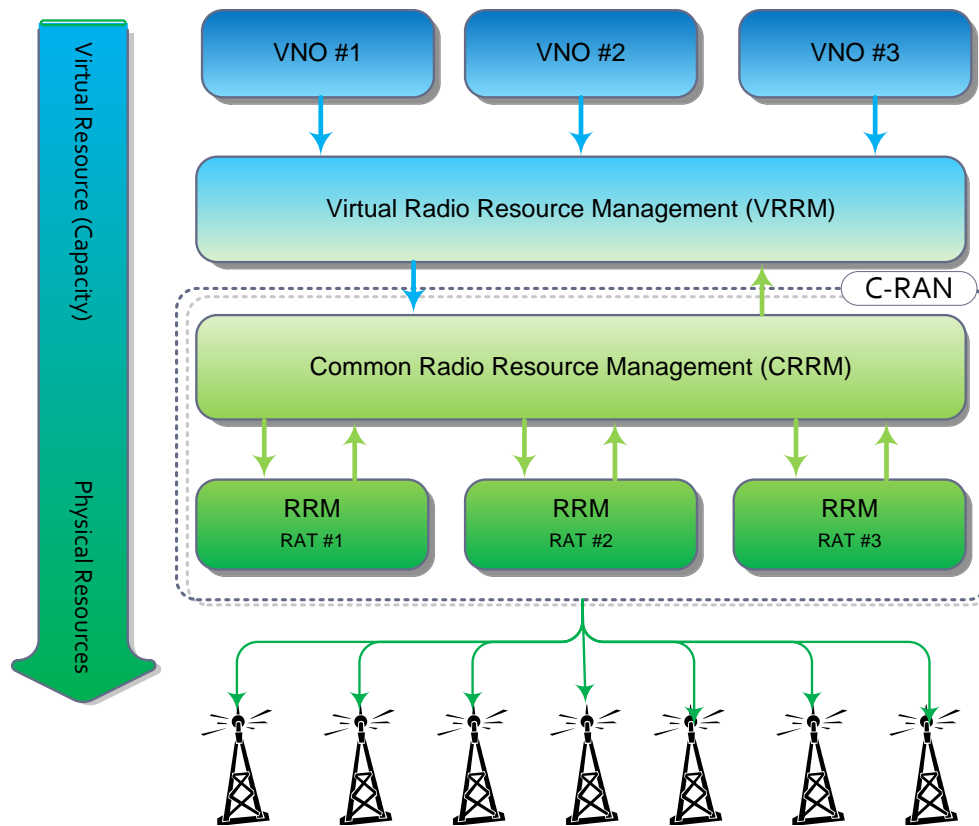 VNO #1
VNO #2
VNO #3
Virtual Resource (Capacity)
Virtual Radio Resource Management (VRRM)
C-RAN
Common Radio Resource Management (CRRM)
Physical Resources
RRM
RAT #1
RRM
RAT #2
RRM
RAT #3